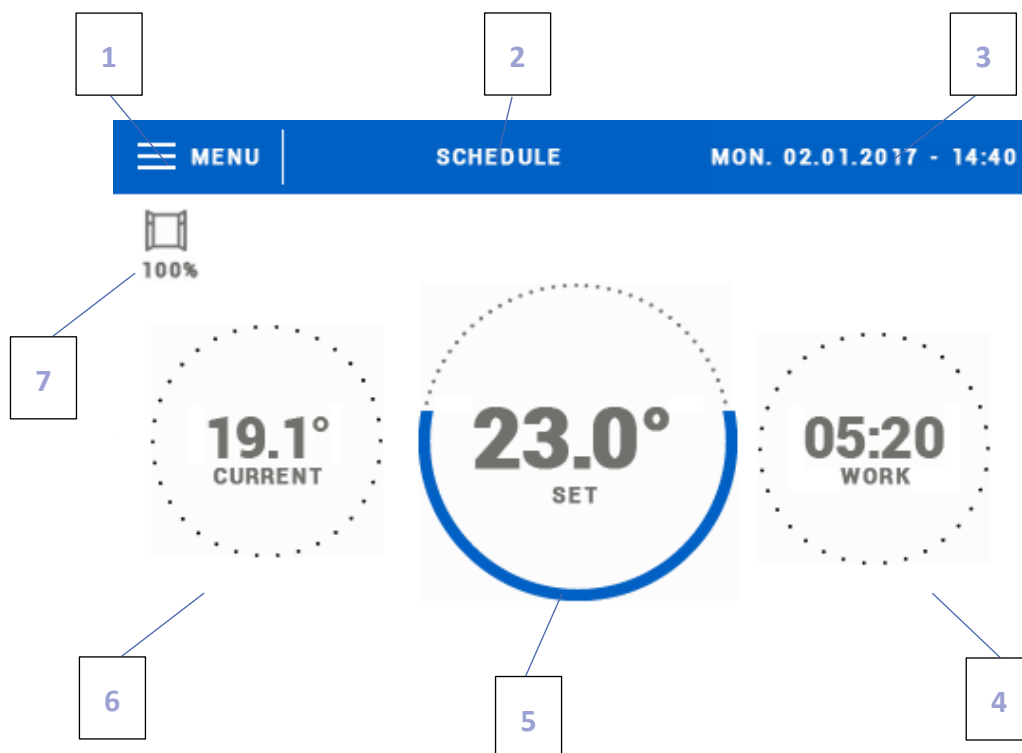 1
2
3
MENU
SCHEDULE
MON. 02.01.2017 - 14:40
100%
7
19.1°
CURRENT
23.0°
SET
05:20
WORK
6
5
4